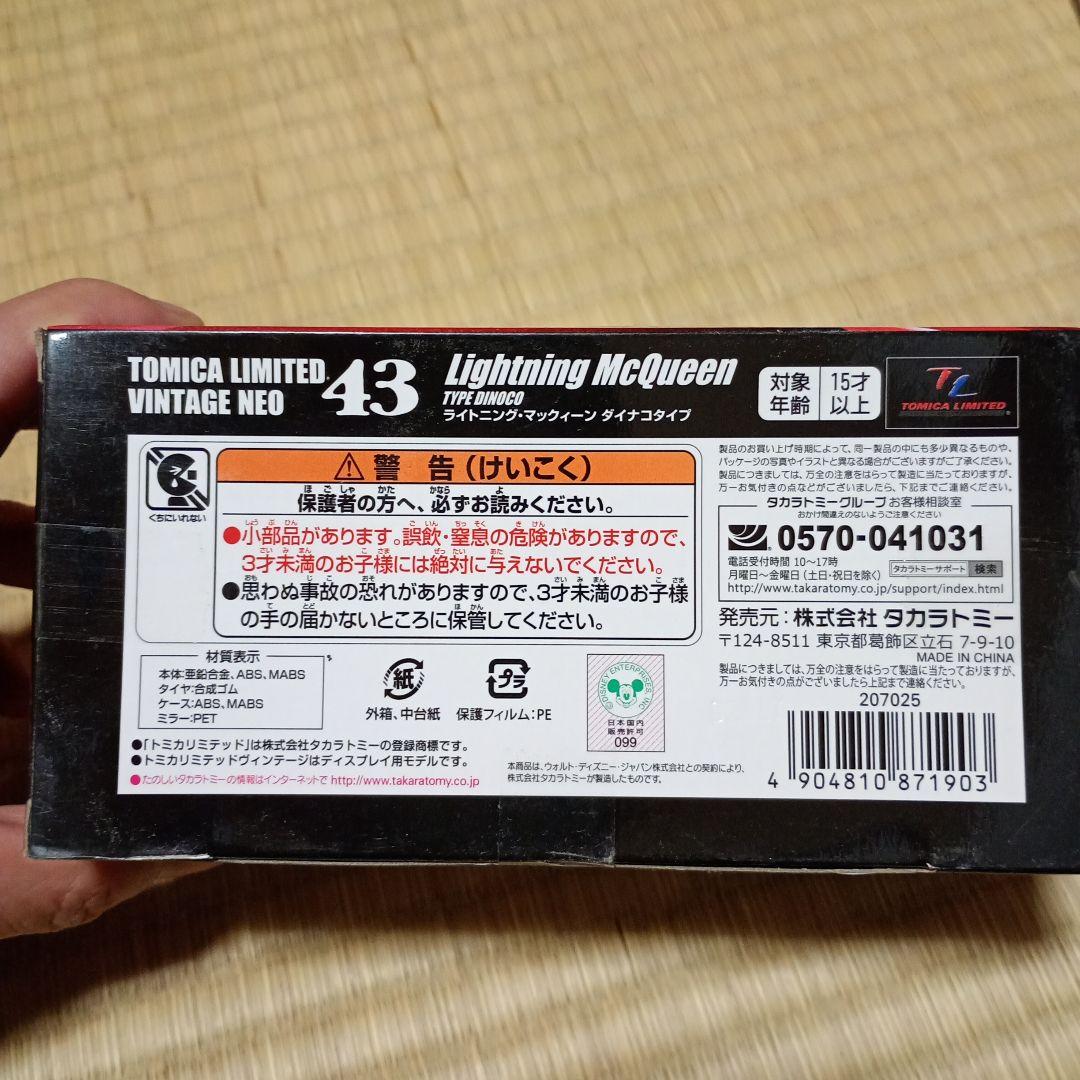 TOMICA LIMITED
VINTAGE NEO 43
Lightning McQueen
TYPE DINOCO
ライトニング・マックィーン ダイナコタイプ
対象年齢
15才以上
TL
TOMICA LIMITED
くちにいれない
警告(けいこく)
保護者の方へ、必ずお読みください。
●小部品があります。誤飲・窒息の危険がありますので、
3才未満のお子様には絶対に与えないでください。
●思わぬ事故の恐れがありますので、3才未満のお子様
の手の届かないところに保管してください。
材質表示
本体:亜鉛合金、ABS、MABS
タイヤ:合成ゴム
ケース:ABS、MABS
ミラー:PET
紙
外箱、中台紙
プラ
保護フィルム:PE
©DISNEY ENTERPRISES, INC
日本国内
販売許可
099
●「トミカリミテッド」は株式会社タカラトミーの登録商標です。
●トミカリミテッドヴィンテージはディスプレイ用モデルです。
●たのしいタカラトミーの情報はインターネットで http://www.takaratomy.co.jp
本商品は、ウォルト・ディズニー・ジャパン株式会社との契約により、
株式会社タカラトミーが製造したものです。
製品のお買い上げ時期によって、同一製品の中にも多少異なるものや、
パッケージの写真やイラストと異なる場合がございますがご了承ください。
製品につきましては、万全の注意をはらって製造に当たっておりますが、
万一お気付きの点などがございましたら、下記までご連絡ください。
タカラトミーグループ お客様相談室
おかけ間違えのないようご注意ください
0570-041031
電話受付時間 10〜17時
月曜日〜金曜日(土日・祝日を除く)
タカラトミーサポート 検索
http://www.takaratomy.co.jp/support/index.html
発売元:株式会社 タカラトミー
〒124-8511 東京都葛飾区立石 7-9-10
MADE IN CHINA
製品につきましては、万全の注意をはらって製造に当たっておりますが、
万一お気付きの点がございましたら上記まで連絡ください。
207025
4 904810 871903